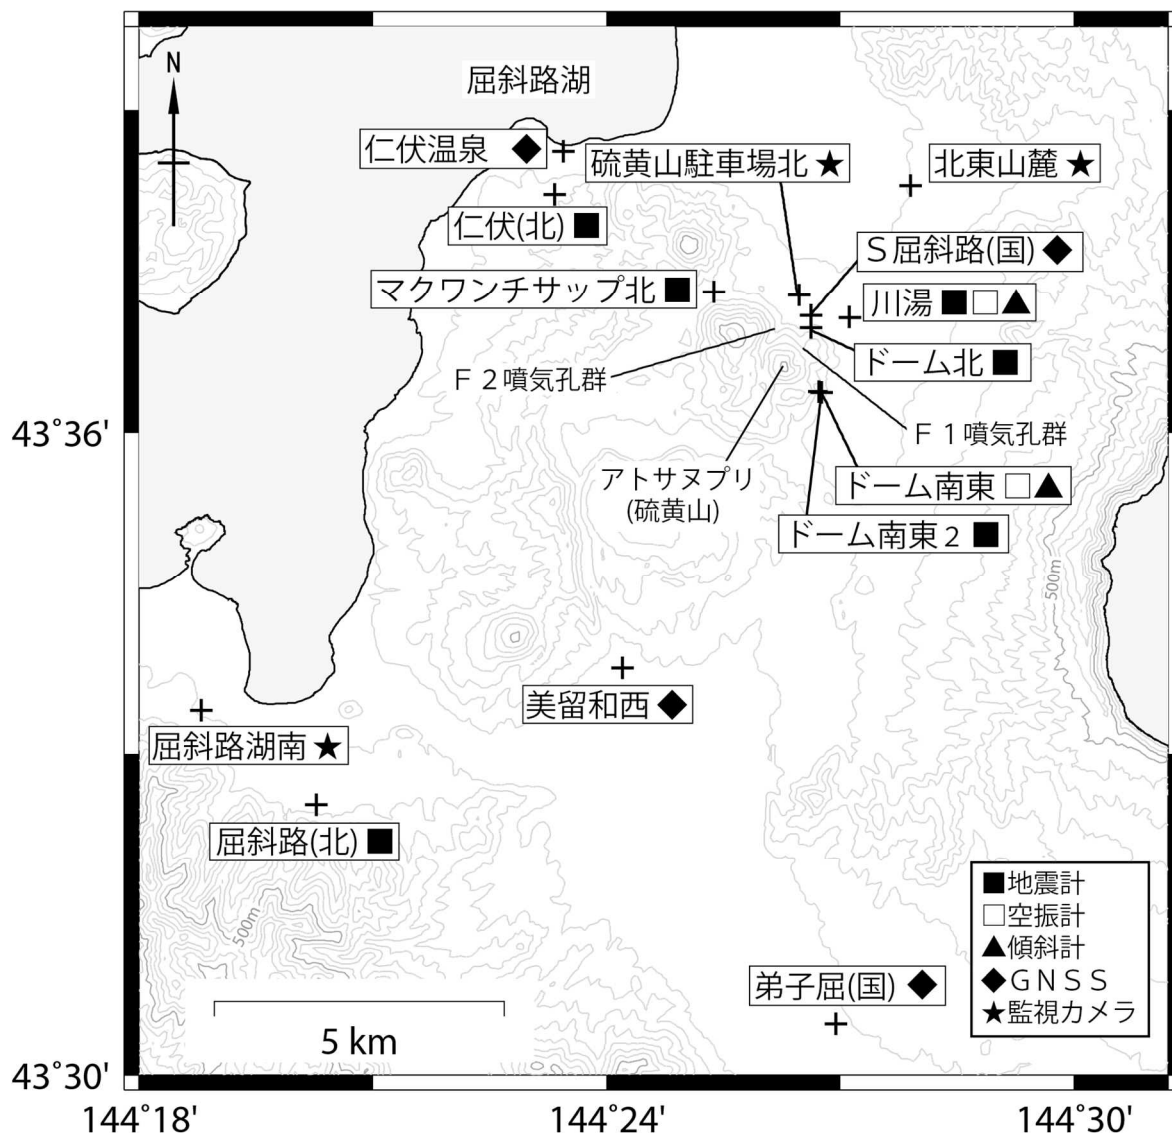 N
屈斜路湖
仁伏温泉 ◆
硫黄山駐車場北 ★
北東山麓 ★
仁伏(北) ■
S屈斜路(国) ◆
マクワンチサップ北 ■
川湯 ■□▲
ドーム北 ■
F2噴気孔群
F1噴気孔群
43°36'
アトサヌプリ
(硫黄山)
ドーム南東 □▲
ドーム南東2 ■
500m
美留和西 ◆
屈斜路湖南 ★
屈斜路(北) ■
500m
■地震計
□空振計
▲傾斜計
◆GNSS
★監視カメラ
弟子屈(国) ◆
5 km
43°30'
144°18'
144°24'
144°30'